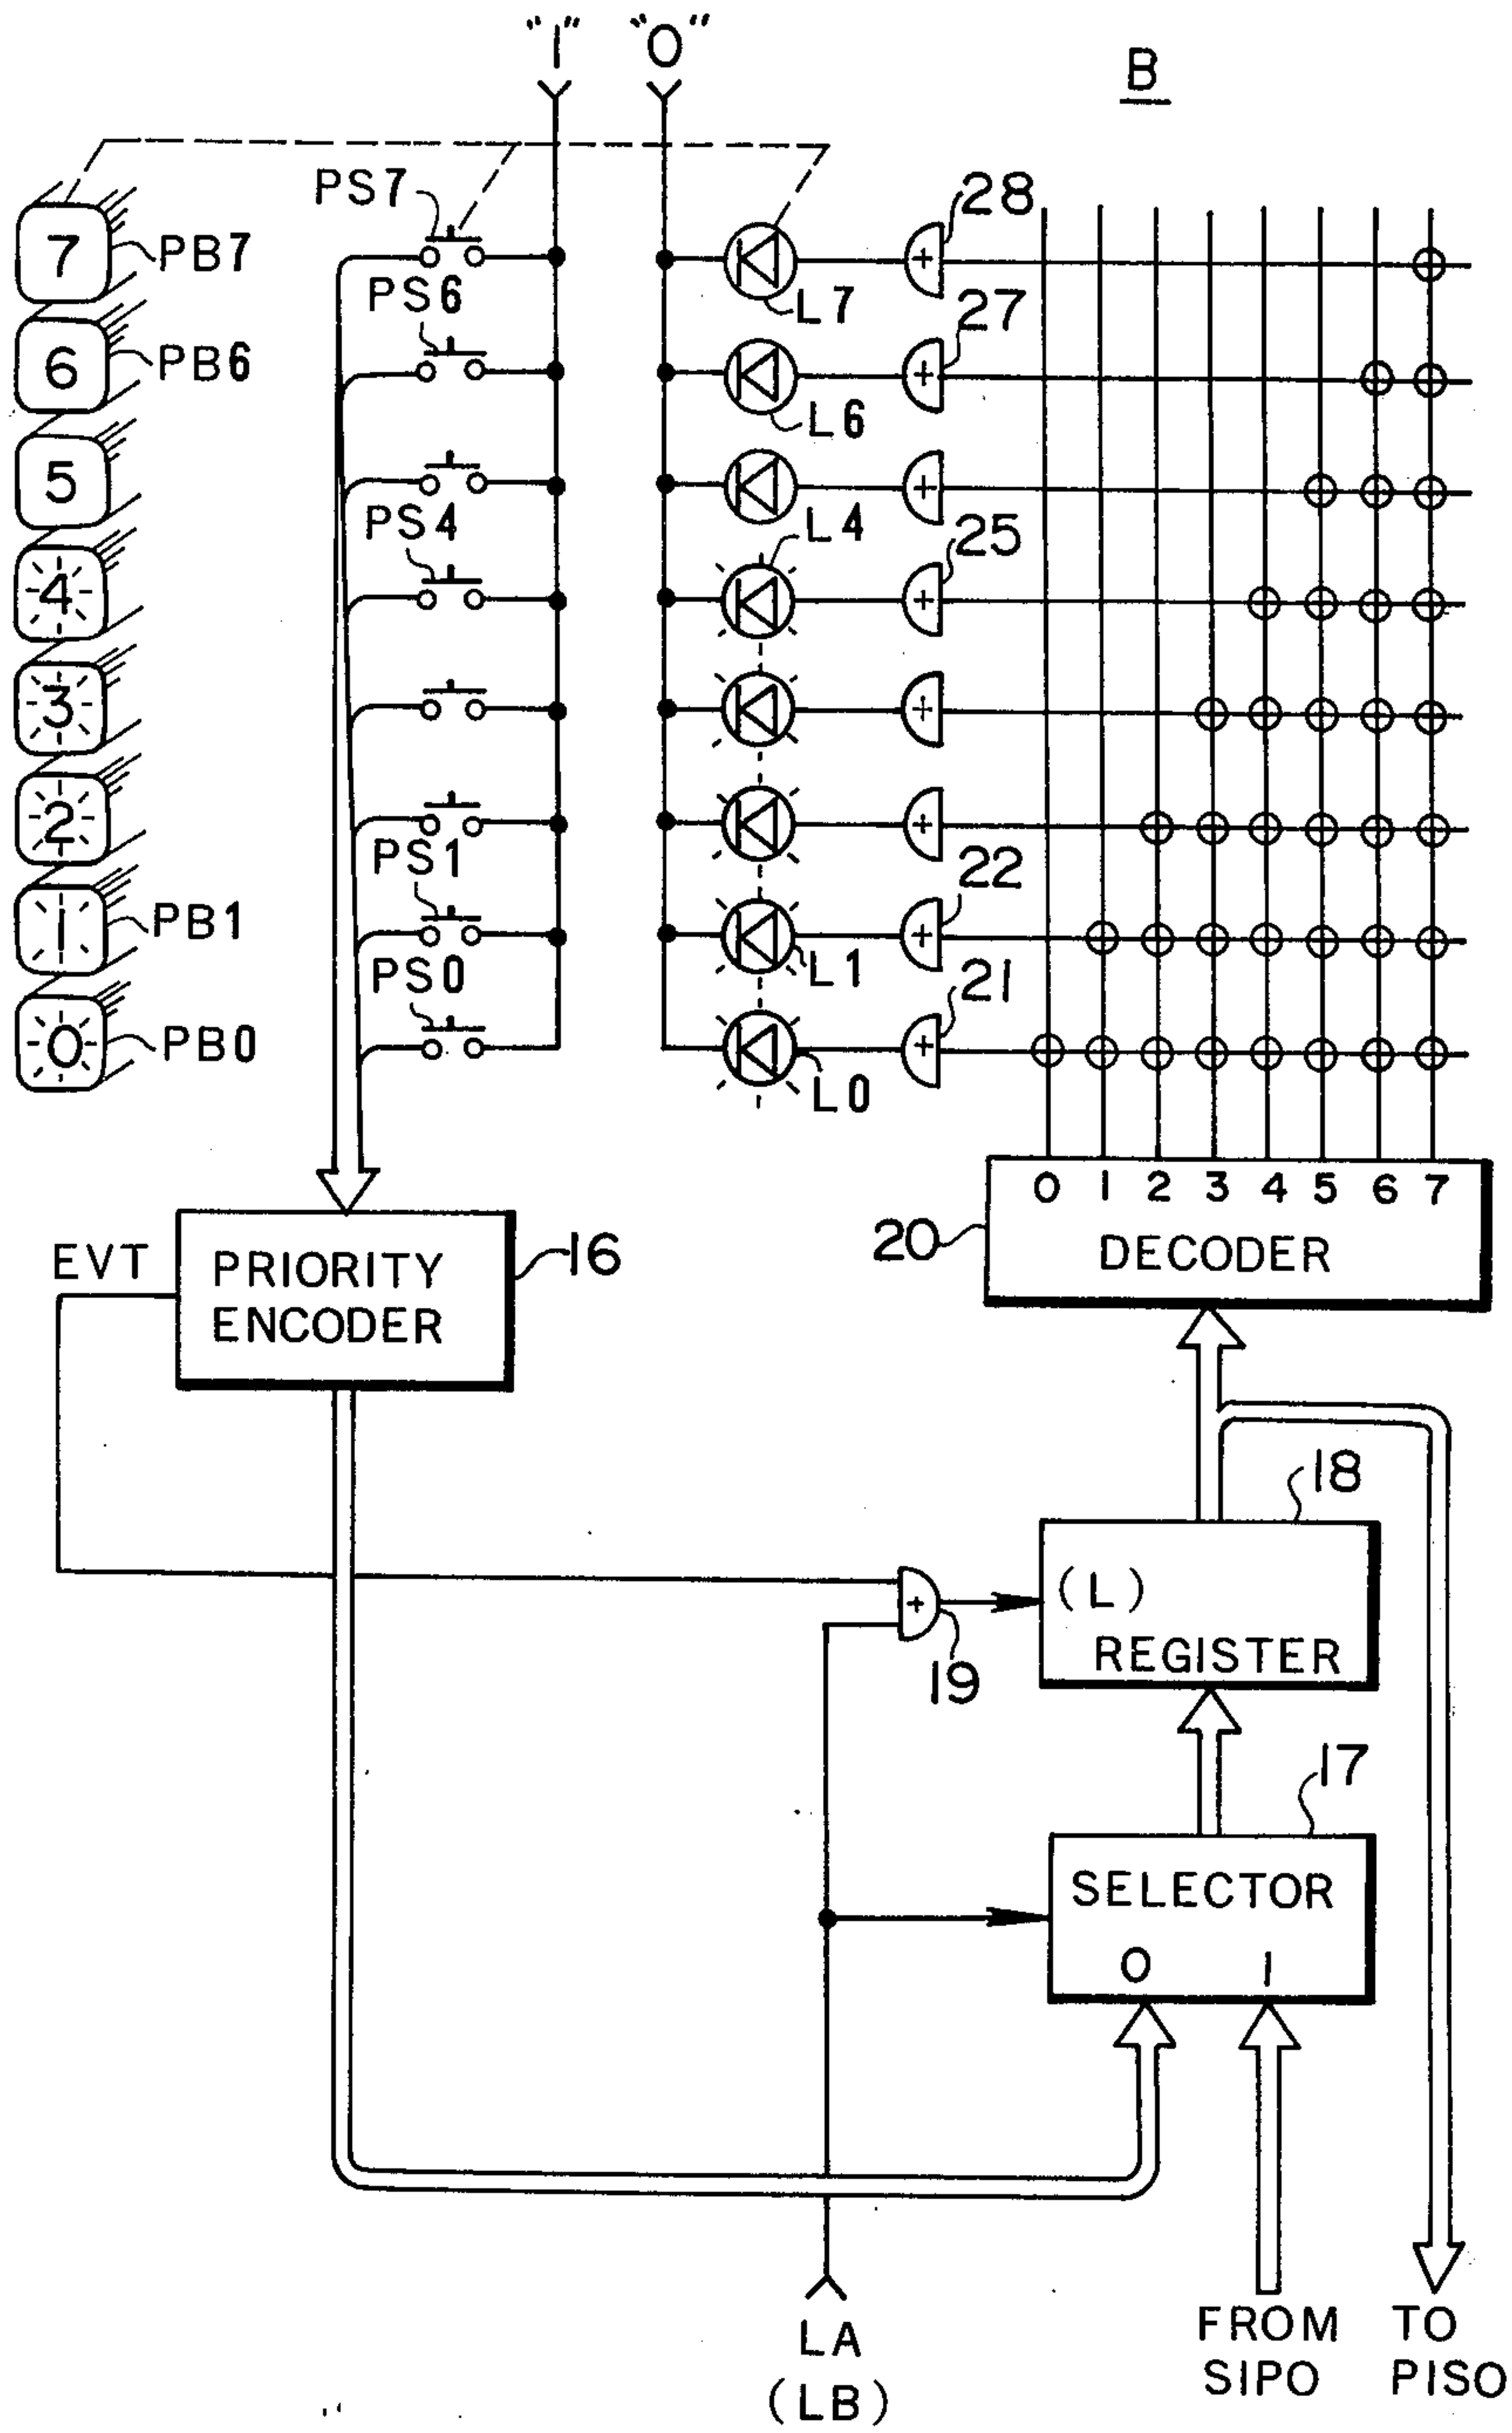 "1" "0"
B
PS7
28
7
PB7
PS6
L7
27
6
PB6
L6
5
PS4
L4
25
4
3
2
PS1
22
1
PB1
PS0
L1
21
0
PB0
L0
0 1 2 3 4 5 6 7
20
DECODER
EVT
PRIORITY
ENCODER
16
18
(L)
REGISTER
19
17
SELECTOR
0 1
LA
(LB)
FROM
SIPO
TO
PISO
+
+
+
+
+
+
+
+
+